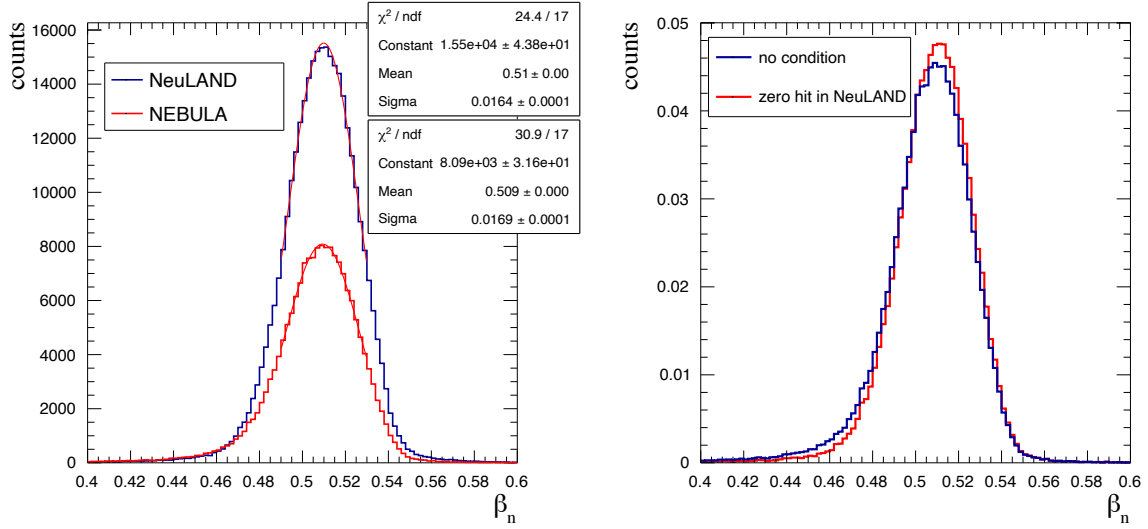 counts
16000
14000
12000
10000
8000
6000
4000
2000
0
NeuLAND
NEBULA
χ² / ndf 24.4 / 17
Constant 1.55e+04 ± 4.38e+01
Mean 0.51 ± 0.00
Sigma 0.0164 ± 0.0001
χ² / ndf 30.9 / 17
Constant 8.09e+03 ± 3.16e+01
Mean 0.509 ± 0.000
Sigma 0.0169 ± 0.0001
0.4 0.42 0.44 0.46 0.48 0.5 0.52 0.54 0.56 0.58 0.6
βn
counts
0.05
0.04
0.03
0.02
0.01
0
no condition
zero hit in NeuLAND
0.4 0.42 0.44 0.46 0.48 0.5 0.52 0.54 0.56 0.58 0.6
βn